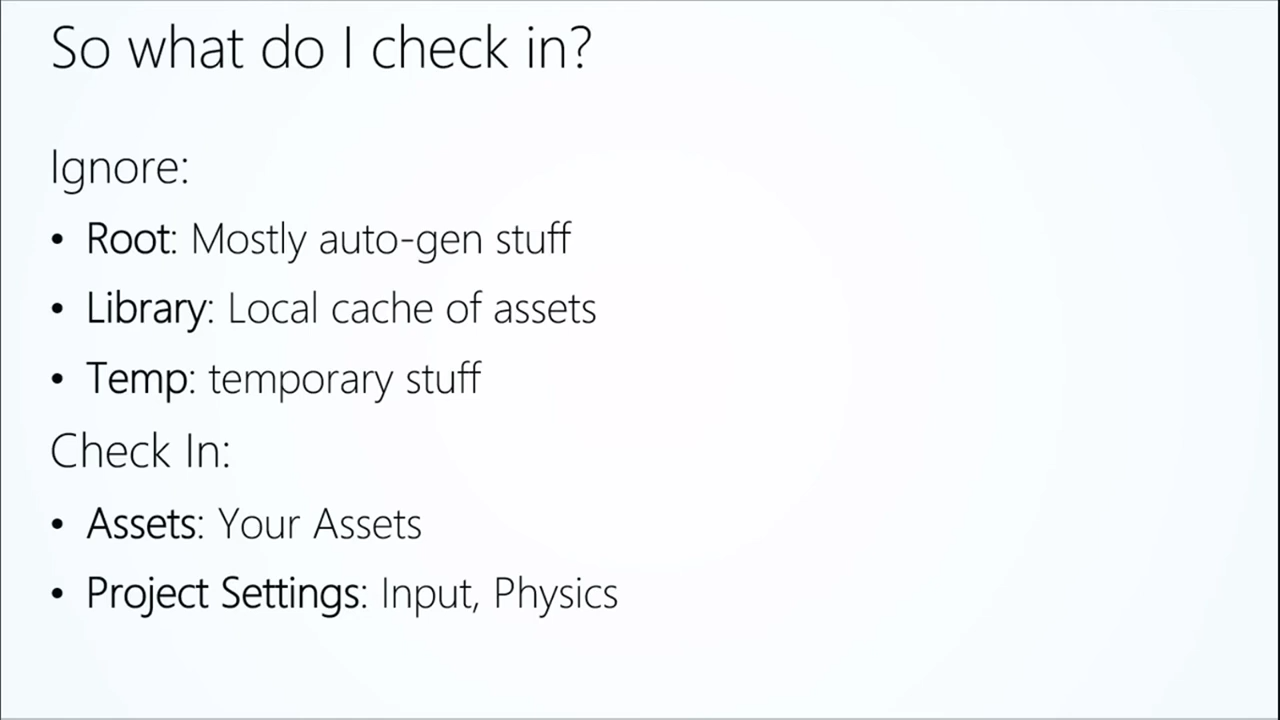 So what do I check in?
Ignore:
• Root: Mostly auto-gen stuff
• Library: Local cache of assets
• Temp: temporary stuff
Check In:
• Assets: Your Assets
• Project Settings: Input, Physics